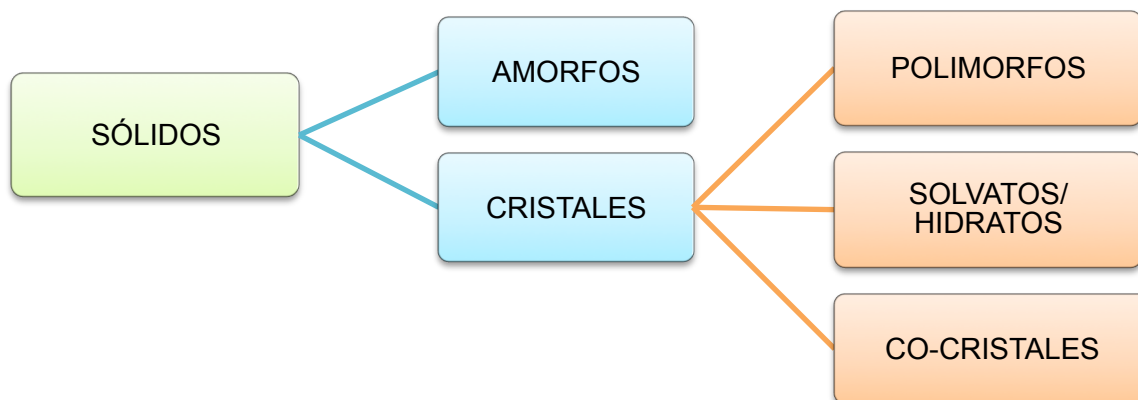 SÓLIDOS
AMORFOS
CRISTALES
POLIMORFOS
SOLVATOS/
HIDRATOS
CO-CRISTALES